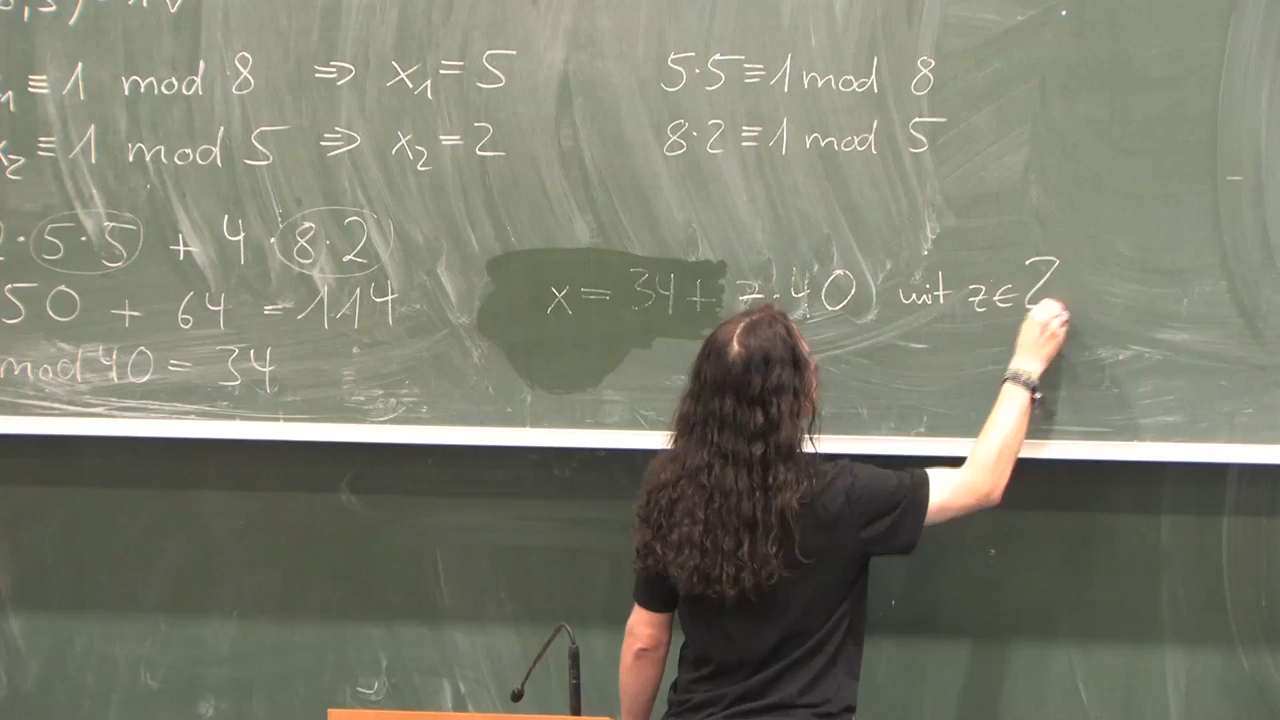 ≡ 1 mod 8 ⇒ x₁ = 5 5·5 ≡ 1 mod 8
x₂ ≡ 1 mod 5 ⇒ x₂ = 2 8·2 ≡ 1 mod 5
2·5·5 + 4·8·2
50 + 64 = 114 x = 34 + z·40 mit z ∈ Z
mod 40 = 34